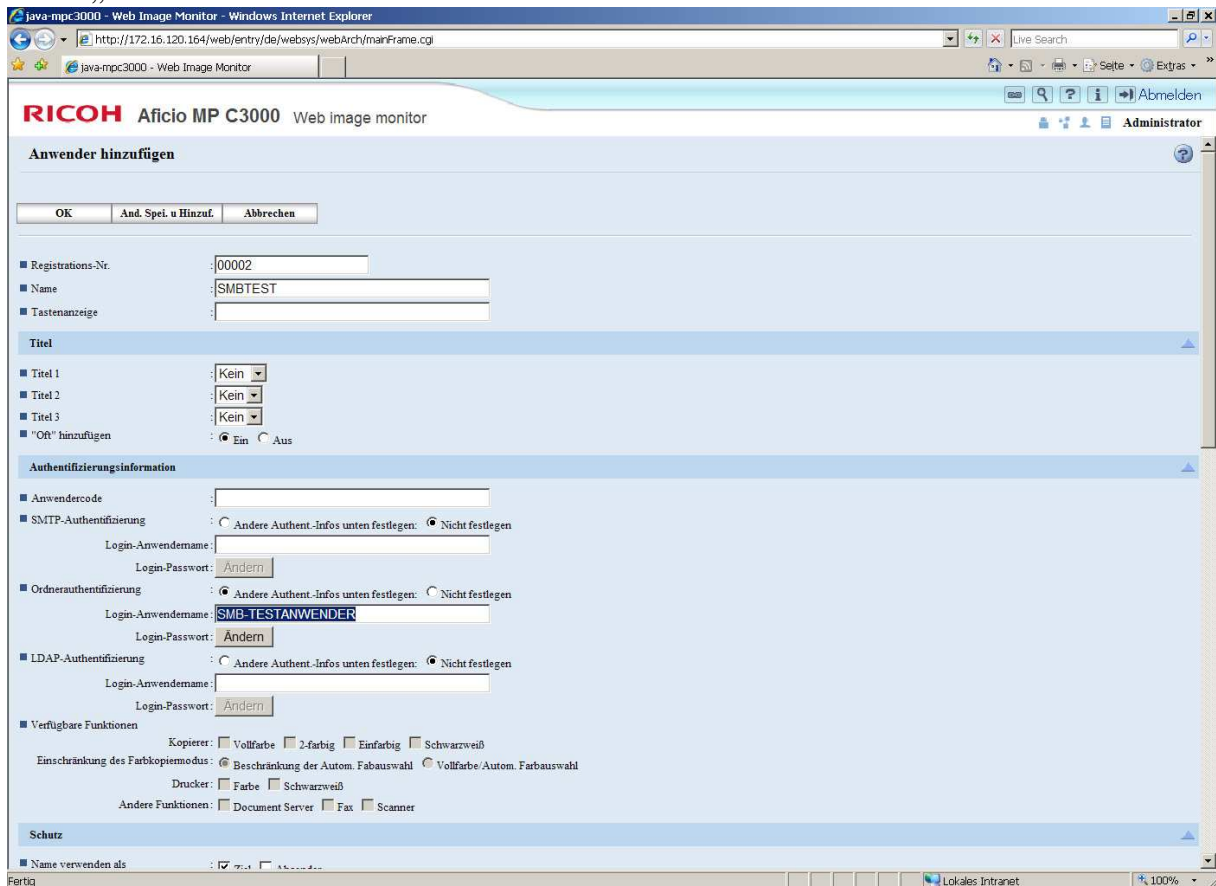 java-mpc3000 - Web Image Monitor - Windows Internet Explorer
http://172.16.120.164/web/entry/de/websys/webArch/mainFrame.cgi
Live Search
java-mpc3000 - Web Image Monitor
Seite
Extras
Abmelden
RICOH Aficio MP C3000 Web image monitor
Administrator
Anwender hinzufügen
OK And. Spei. u Hinzuf. Abbrechen
Registrations-Nr. :00002
Name :SMBTEST
Tastenanzeige :
Titel
Titel 1 :Kein
Titel 2 :Kein
Titel 3 :Kein
"Oft" hinzufügen : Ein Aus
Authentifizierungsinformation
Anwendercode :
SMTP-Authentifizierung : Andere Authent.-Infos unten festlegen: Nicht festlegen
Login-Anwendername:
Login-Passwort: Ändern
Ordnerauthentifizierung : Andere Authent.-Infos unten festlegen: Nicht festlegen
Login-Anwendername: SMB-TESTANWENDER
Login-Passwort: Ändern
LDAP-Authentifizierung : Andere Authent.-Infos unten festlegen: Nicht festlegen
Login-Anwendername:
Login-Passwort: Ändern
Verfügbare Funktionen
Kopierer: Vollfarbe 2-farbig Einfarbig Schwarzweiß
Einschränkung des Farbkopiermodus: Beschränkung der Autom. Fabauswahl Vollfarbe/Autom. Farbauswahl
Drucker: Farbe Schwarzweiß
Andere Funktionen: Document Server Fax Scanner
Schutz
Name verwenden als :
Fertig
Lokales Intranet
100%